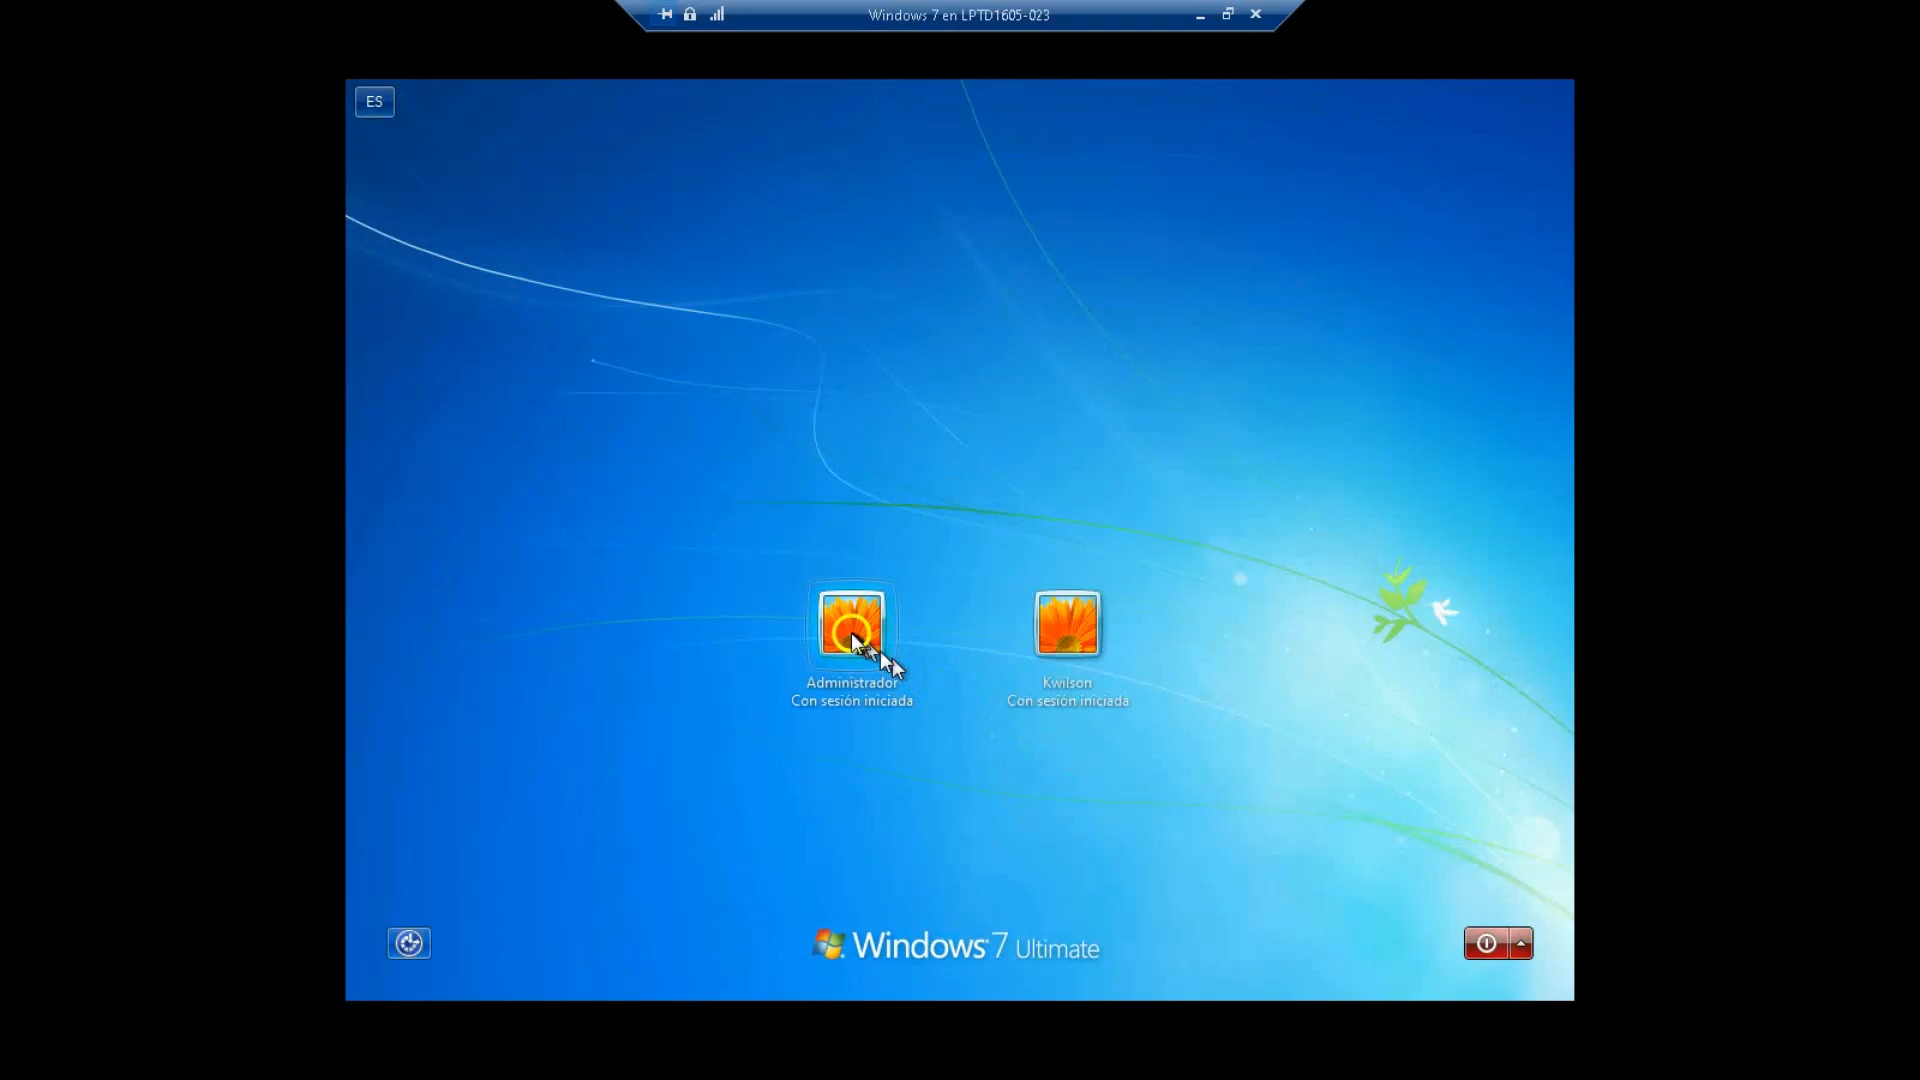 Windows 7 en LPTD1605-023
ES
Administrador
Con sesión iniciada
Kwilson
Con sesión iniciada
Windows 7 Ultimate